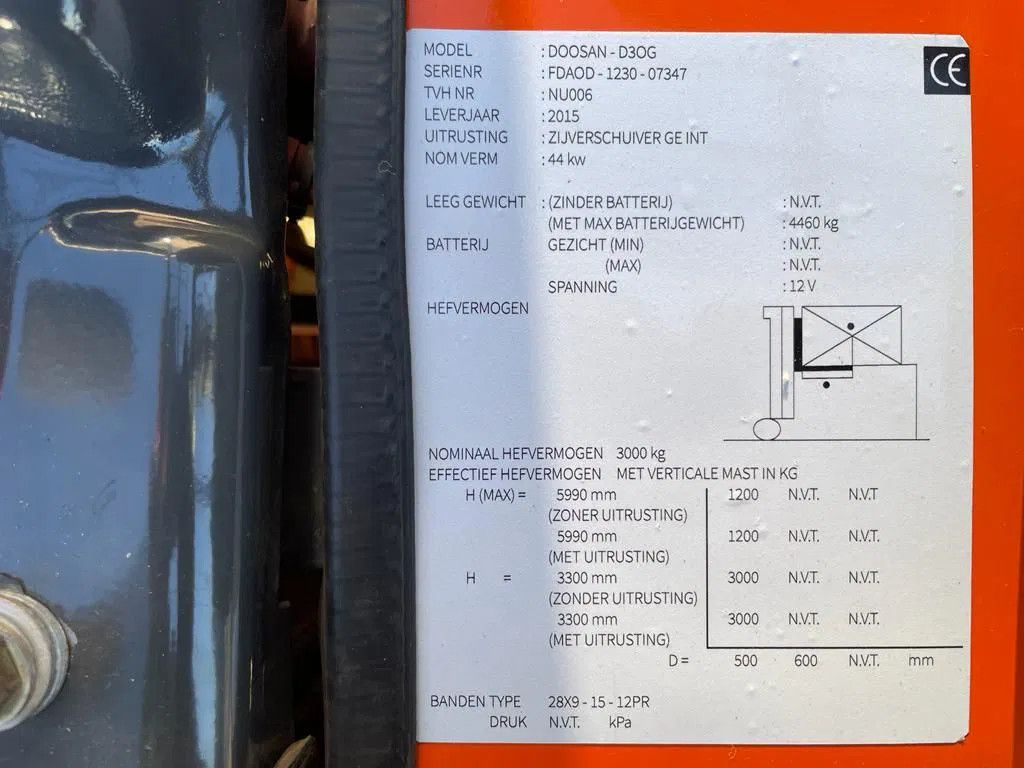 CE
MODEL : DOOSAN - D3OG
SERIENR : FDAOD - 1230 - 07347
TVH NR : NU006
LEVERJAAR : 2015
UITRUSTING : ZIJVERSCHUIVER GE INT
NOM VERM : 44 kw
LEEG GEWICHT : (ZINDER BATTERIJ) : N.V.T.
(MET MAX BATTERIJGEWICHT) : 4460 kg
BATTERIJ GEZICHT (MIN) : N.V.T.
(MAX) : N.V.T.
SPANNING : 12 V
HEFVERMOGEN
NOMINAAL HEFVERMOGEN 3000 kg
EFFECTIEF HEFVERMOGEN MET VERTICALE MAST IN KG
H (MAX) = 5990 mm 1200 N.V.T. N.V.T
(ZONER UITRUSTING)
5990 mm 1200 N.V.T. N.V.T.
(MET UITRUSTING)
H = 3300 mm 3000 N.V.T. N.V.T.
(ZONDER UITRUSTING)
3300 mm 3000 N.V.T. N.V.T.
(MET UITRUSTING)
D = 500 600 N.V.T. mm
BANDEN TYPE 28X9 - 15 - 12PR
DRUK N.V.T. kPa